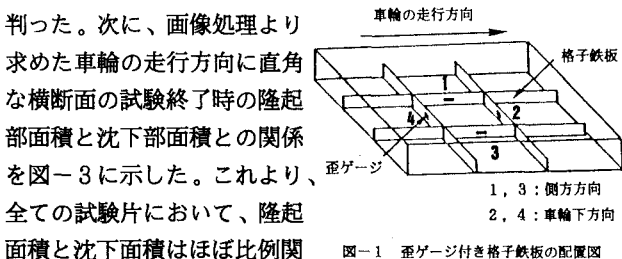 判った。次に、画像処理より
求めた車輪の走行方向に直角
な横断面の試験終了時の隆起
部面積と沈下部面積との関係
を図－3に示した。これより、
全ての試験片において、隆起
面積と沈下面積はほぼ比例関
車輪の走行方向
格子鉄板
1
2
4
3
歪ゲージ
1，3：側方方向
2，4：車輪下方向
図－1 歪ゲージ付き格子鉄板の配置図